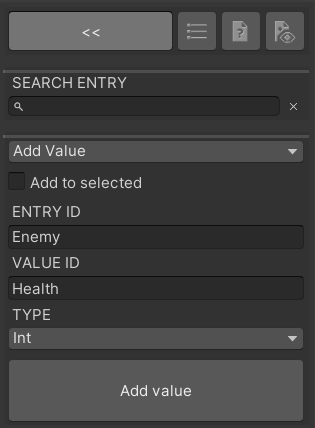 <<
SEARCH ENTRY
Add Value
Add to selected
ENTRY ID
Enemy
VALUE ID
Health
TYPE
Int
Add value